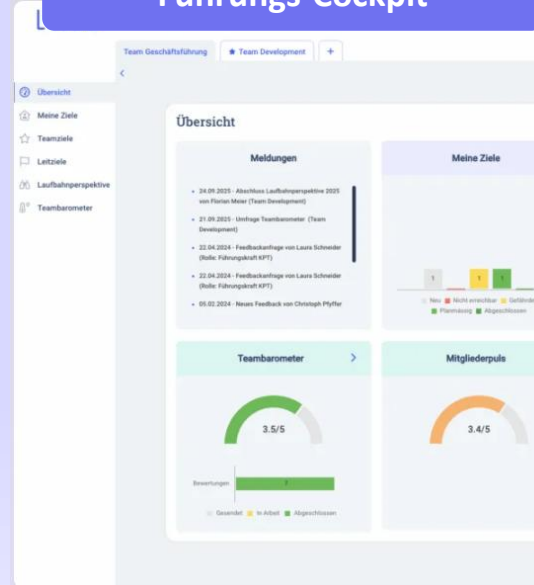 Führungs-Cockpit
Team Geschäftsführung
★ Team Development
+
Übersicht
Meine Ziele
Teamziele
Leitziele
Laufbahnperspektive
Teambarometer
Übersicht
Meldungen
• 24.09.2025 - Abschluss Laufbahnperspektive 2025
von Florian Meier (Team Development)
• 21.09.2025 - Umfrage Teambarometer (Team
Development)
• 22.04.2024 - Feedbackanfrage von Laura Schneider
(Rolle: Führungskraft KPT)
• 22.04.2024 - Feedbackanfrage von Laura Schneider
(Rolle: Führungskraft KPT)
• 05.02.2024 - Neues Feedback von Christoph Pfyffer
Meine Ziele
1 1 1
Neu Nicht erreichbar
Planmässig Abgeschlossen
Teambarometer
3.5/5
Bewertungen
Gesendet In Arbeit Abgeschlossen
Mitgliederpuls
3.4/5